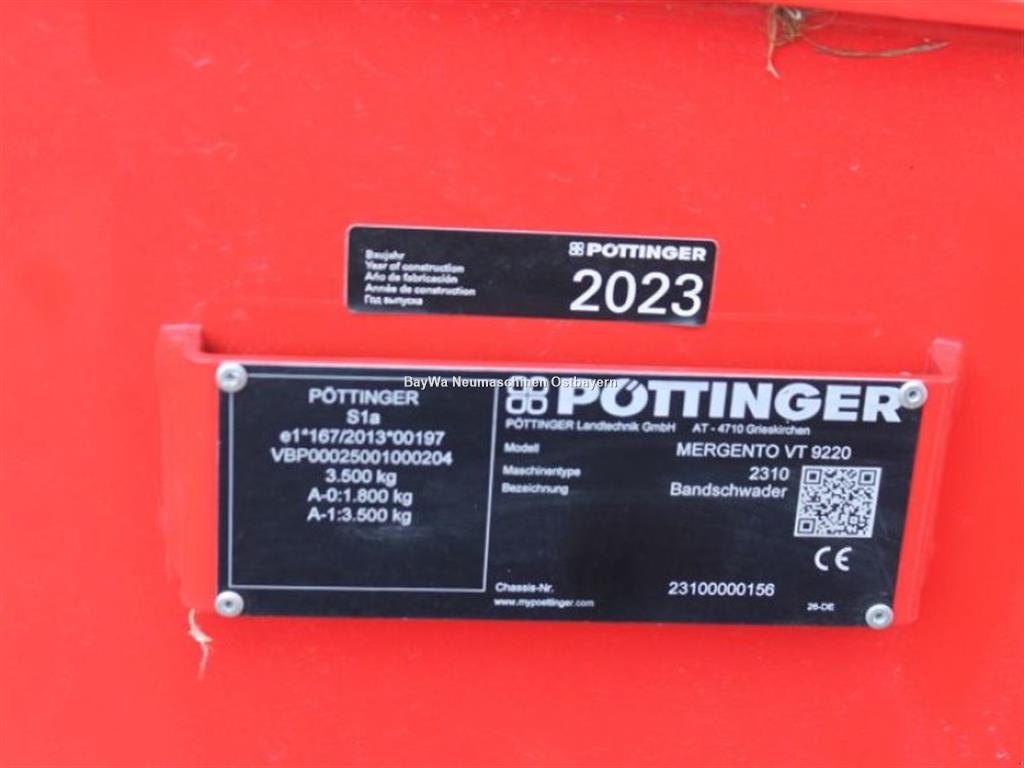 Baujahr
Year of construction
Año de fabricación
Année de construction
Год выпуска
PÖTTINGER
2023
BayWa Neumaschinen Ostbayern
PÖTTINGER
S1a
e1*167/2013*00197
VBP00025001000204
3.500 kg
A-0:1.800 kg
A-1:3.500 kg
PÖTTINGER
PÖTTINGER Landtechnik GmbH AT - 4710 Grieskirchen
Modell MERGENTO VT 9220
Maschinentype 2310
Bezeichnung Bandschwader
CE
Chassis-Nr. 23100000156
www.mypoettinger.com 26-DE